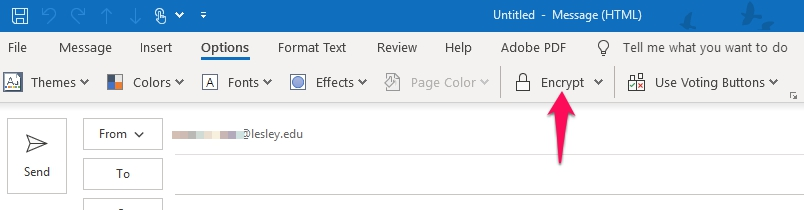 Untitled - Message (HTML)
File Message Insert Options Format Text Review Help Adobe PDF Tell me what you want to do
Themes Colors Fonts Effects Page Color Encrypt Use Voting Buttons
From @lesley.edu
Send
To